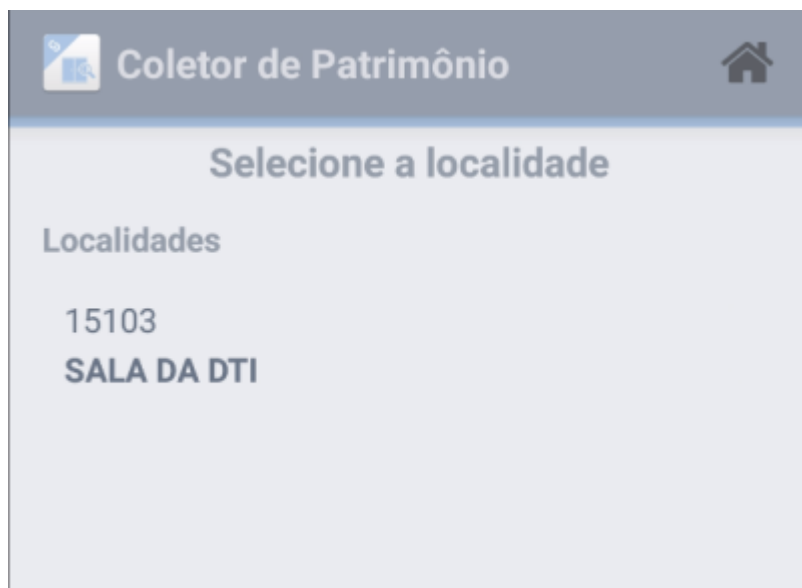 Coletor de Patrimônio
Selecione a localidade
Localidades
15103
SALA DA DTI